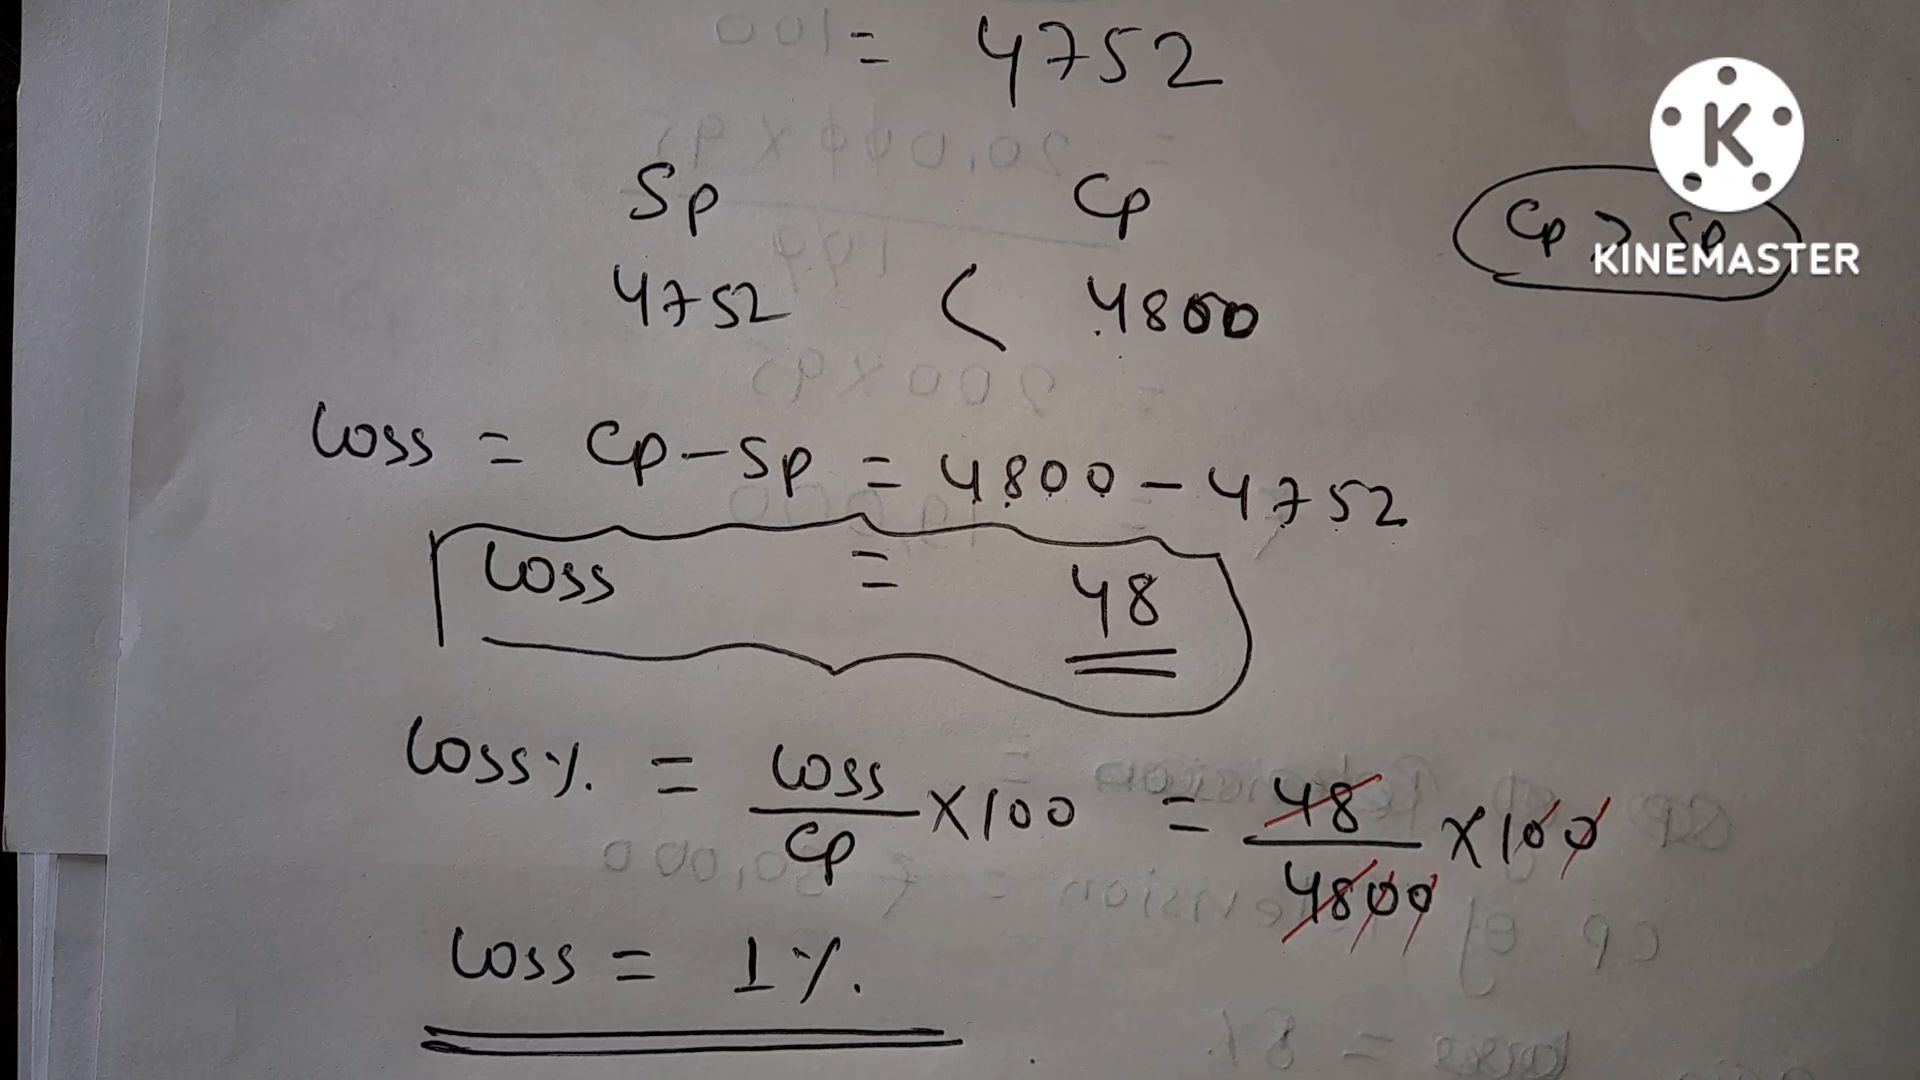 = 4752
Sp Cp
Cp > Sp
4752 < 4800
Loss = Cp - Sp = 4800 - 4752
Loss = 48
Loss %. = Loss / Cp × 100 = 48 / 4800 × 100
Loss = 1 %.
K
KINEMASTER